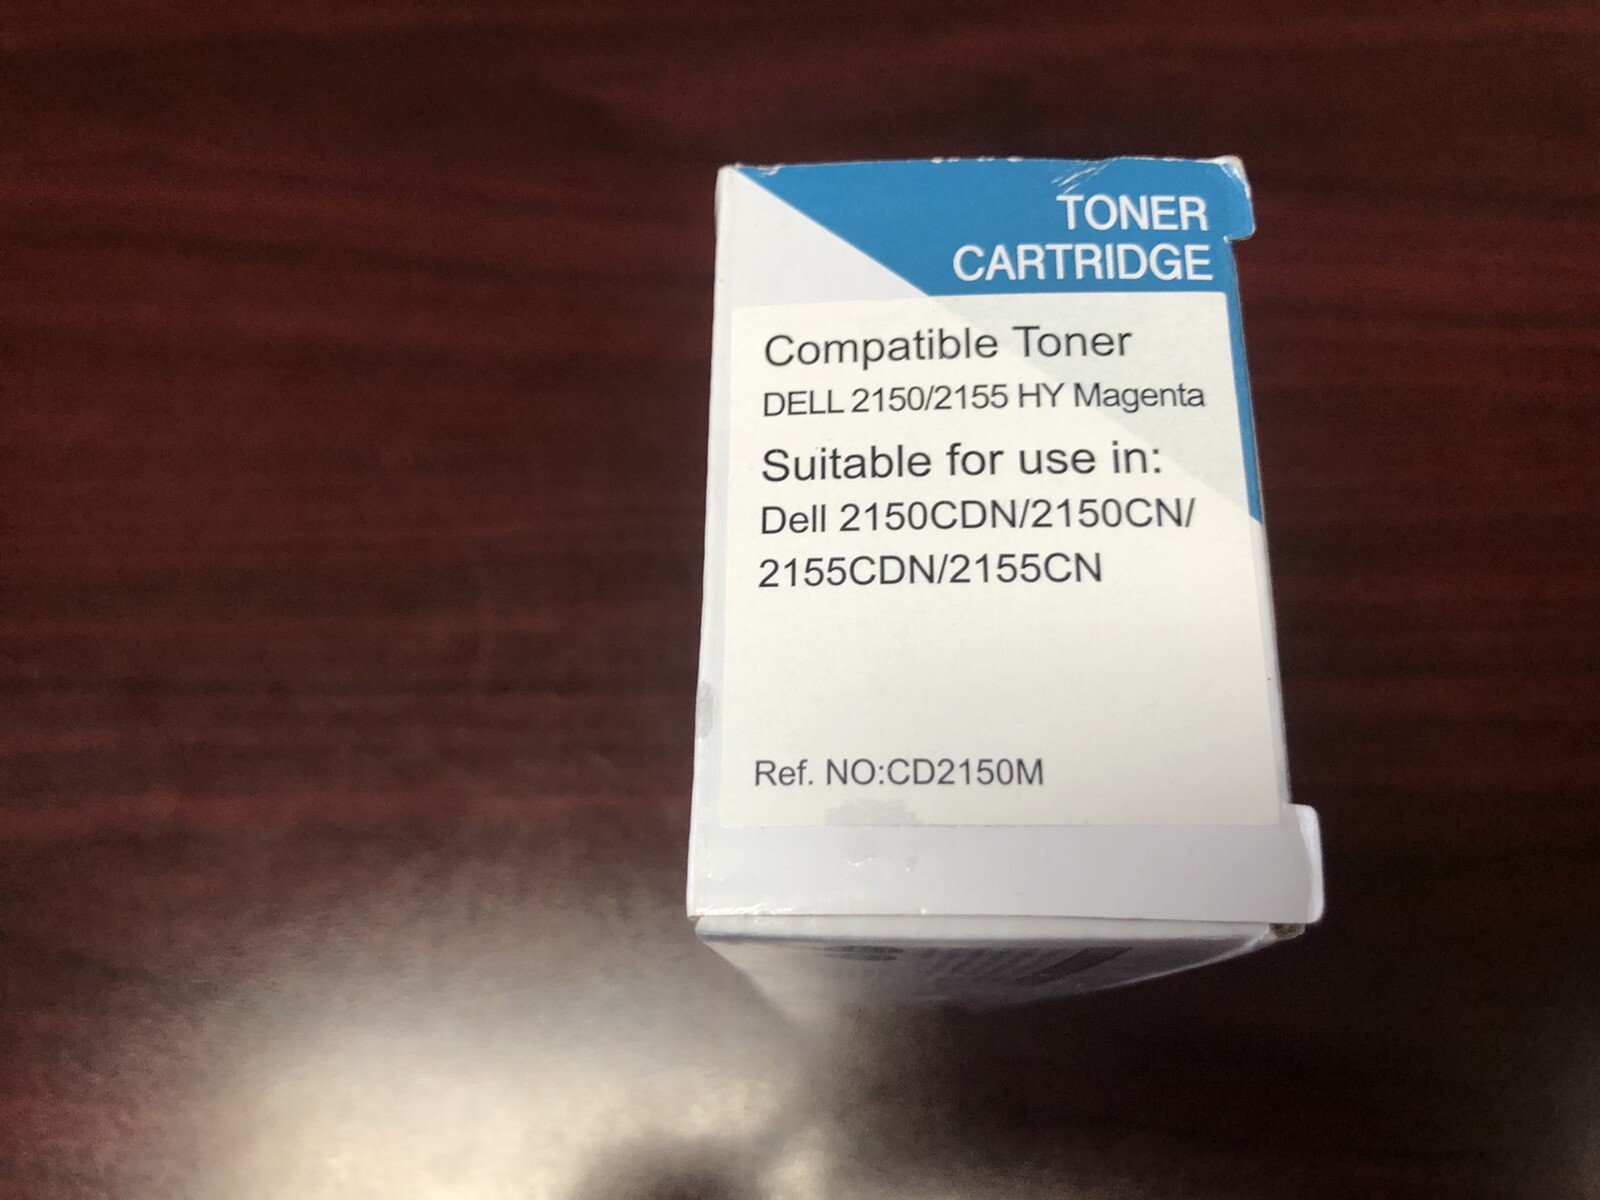 TONER
CARTRIDGE
Compatible Toner
DELL 2150/2155 HY Magenta
Suitable for use in:
Dell 2150CDN/2150CN/
2155CDN/2155CN
Ref. NO:CD2150M